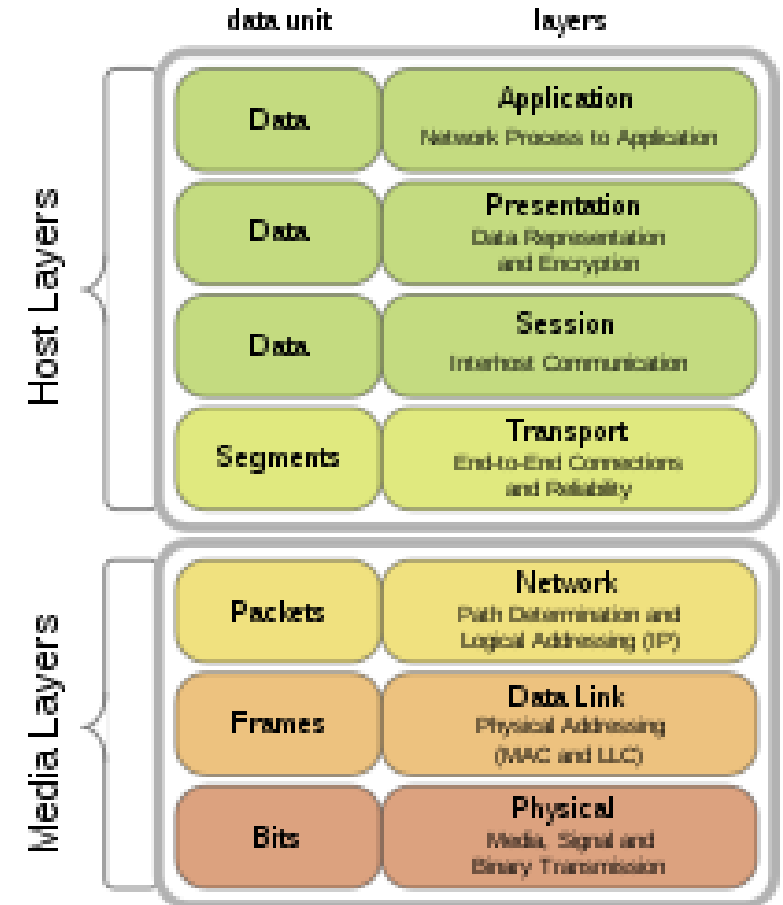 data unit
layers
Host Layers
Data
Application
Network Process to Application
Data
Presentation
Data Representation
and Encryption
Data
Session
Interhost Communication
Segments
Transport
End-to-End Connections
and Reliability
Media Layers
Packets
Network
Path Determination and
Logical Addressing (IP)
Frames
Data Link
Physical Addressing
(MAC and LLC)
Bits
Physical
Media, Signal and
Binary Transmission